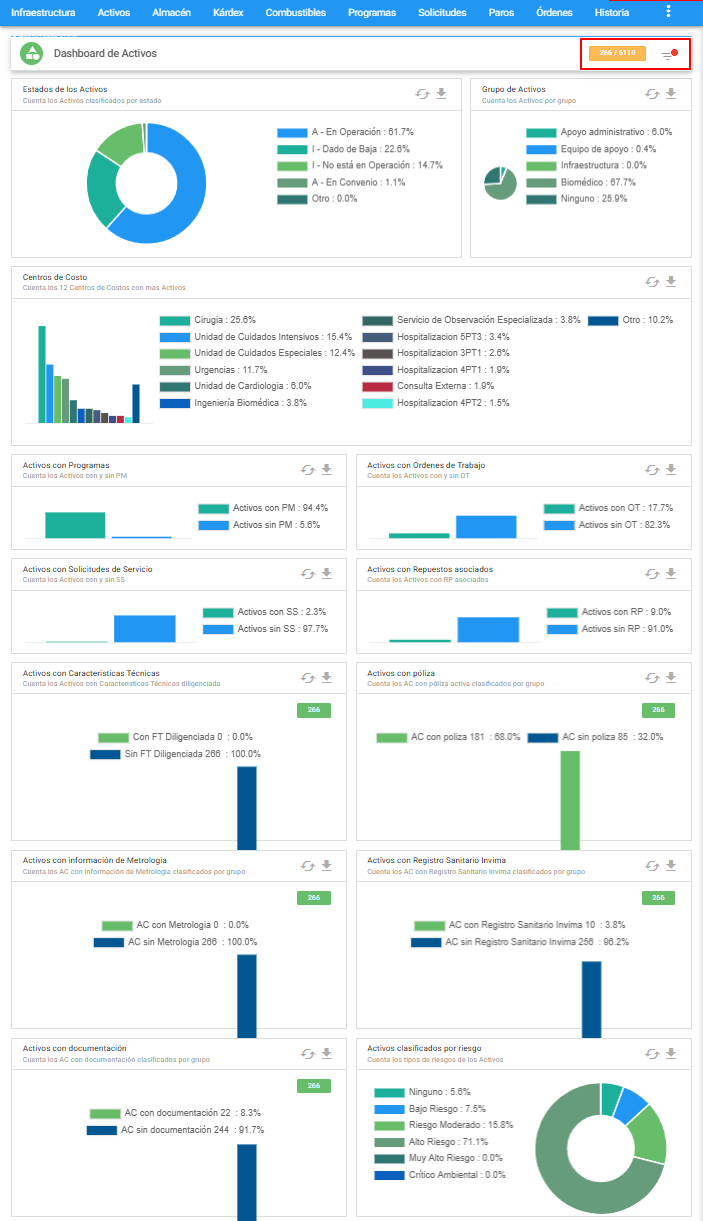 Infraestructura Activos Almacén Kárdex Combustibles Programas Solicitudes Paros Órdenes Historia
Dashboard de Activos
266 / 6110
Estados de los Activos
Cuenta los Activos clasificados por estado
A - En Operación : 61.7%
I - Dado de Baja : 22.6%
I - No está en Operación : 14.7%
A - En Convenio : 1.1%
Otro : 0.0%
Grupo de Activos
Cuenta los Activos por grupo
Apoyo administrativo : 6.0%
Equipo de apoyo : 0.4%
Infraestructura : 0.0%
Biomédico : 67.7%
Ninguno : 25.9%
Centros de Costo
Cuenta los 12 Centros de Costos con mas Activos
Cirugia : 25.6%
Unidad de Cuidados Intensivos : 15.4%
Unidad de Cuidados Especiales : 12.4%
Urgencias : 11.7%
Unidad de Cardiologia : 6.0%
Ingeniería Biomédica : 3.8%
Servicio de Observación Especializada : 3.8%
Hospitalizacion 5PT3 : 3.4%
Hospitalizacion 3PT1 : 2.6%
Hospitalizacion 4PT1 : 1.9%
Consulta Externa : 1.9%
Hospitalizacion 4PT2 : 1.5%
Otro : 10.2%
Activos con Programas
Cuenta los Activos con y sin PM
Activos con PM : 94.4%
Activos sin PM : 5.6%
Activos con Ordenes de Trabajo
Cuenta los Activos con y sin OT
Activos con OT : 17.7%
Activos sin OT : 82.3%
Activos con Solicitudes de Servicio
Cuenta los Activos con y sin SS
Activos con SS : 2.3%
Activos sin SS : 97.7%
Activos con Repuestos asociados
Cuenta los Activos con RP asociados
Activos con RP : 9.0%
Activos sin RP : 91.0%
Activos con Caracteristicas Técnicas
Cuenta los Activos con Caracteristicas Técnicas diligenciada
266
Con FT Diligenciada 0 : 0.0%
Sin FT Diligenciada 266 : 100.0%
Activos con póliza
Cuenta los AC con póliza activa clasificados por grupo
266
AC con poliza 181 : 68.0%
AC sin poliza 85 : 32.0%
Activos con información de Metrologia
Cuenta los AC con información de Metrologia clasificados por grupo
266
AC con Metrologia 0 : 0.0%
AC sin Metrologia 266 : 100.0%
Activos con Registro Sanitario Invima
Cuenta los AC con Registro Sanitario Invima clasificados por grupo
266
AC con Registro Sanitario Invima 10 : 3.8%
AC sin Registro Sanitario Invima 256 : 96.2%
Activos con documentación
Cuenta los AC con documentación clasificados por grupo
266
AC con documentación 22 : 8.3%
AC sin documentación 244 : 91.7%
Activos clasificados por riesgo
Cuenta los tipos de riesgos de los Activos
Ninguno : 5.6%
Bajo Riesgo : 7.5%
Riesgo Moderado : 15.8%
Alto Riesgo : 71.1%
Muy Alto Riesgo : 0.0%
Crítico Ambiental : 0.0%